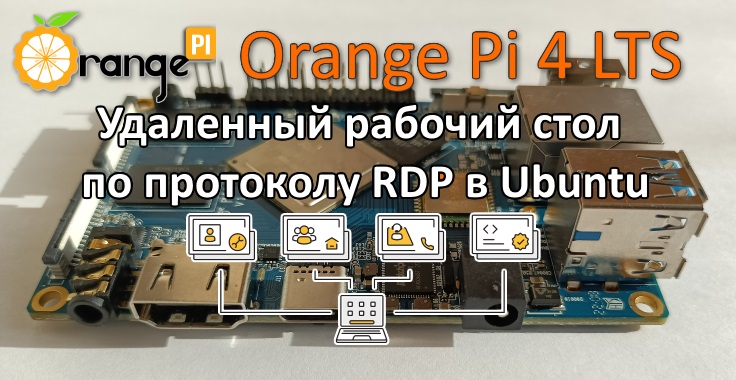 Orange Pi
Orange Pi 4 LTS
Удаленный рабочий стол
по протоколу RDP в Ubuntu